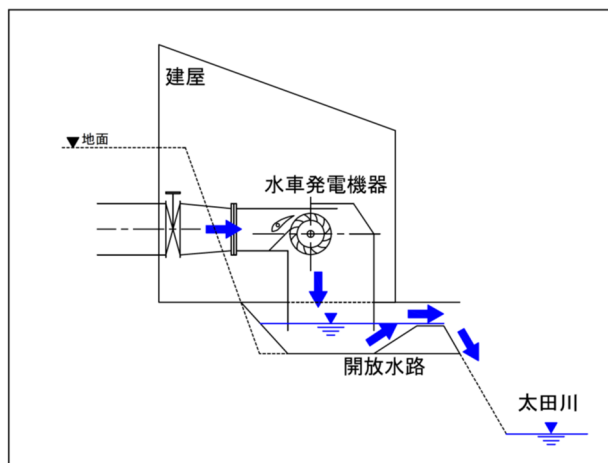 建屋
地面
水車発電機器
開放水路
太田川